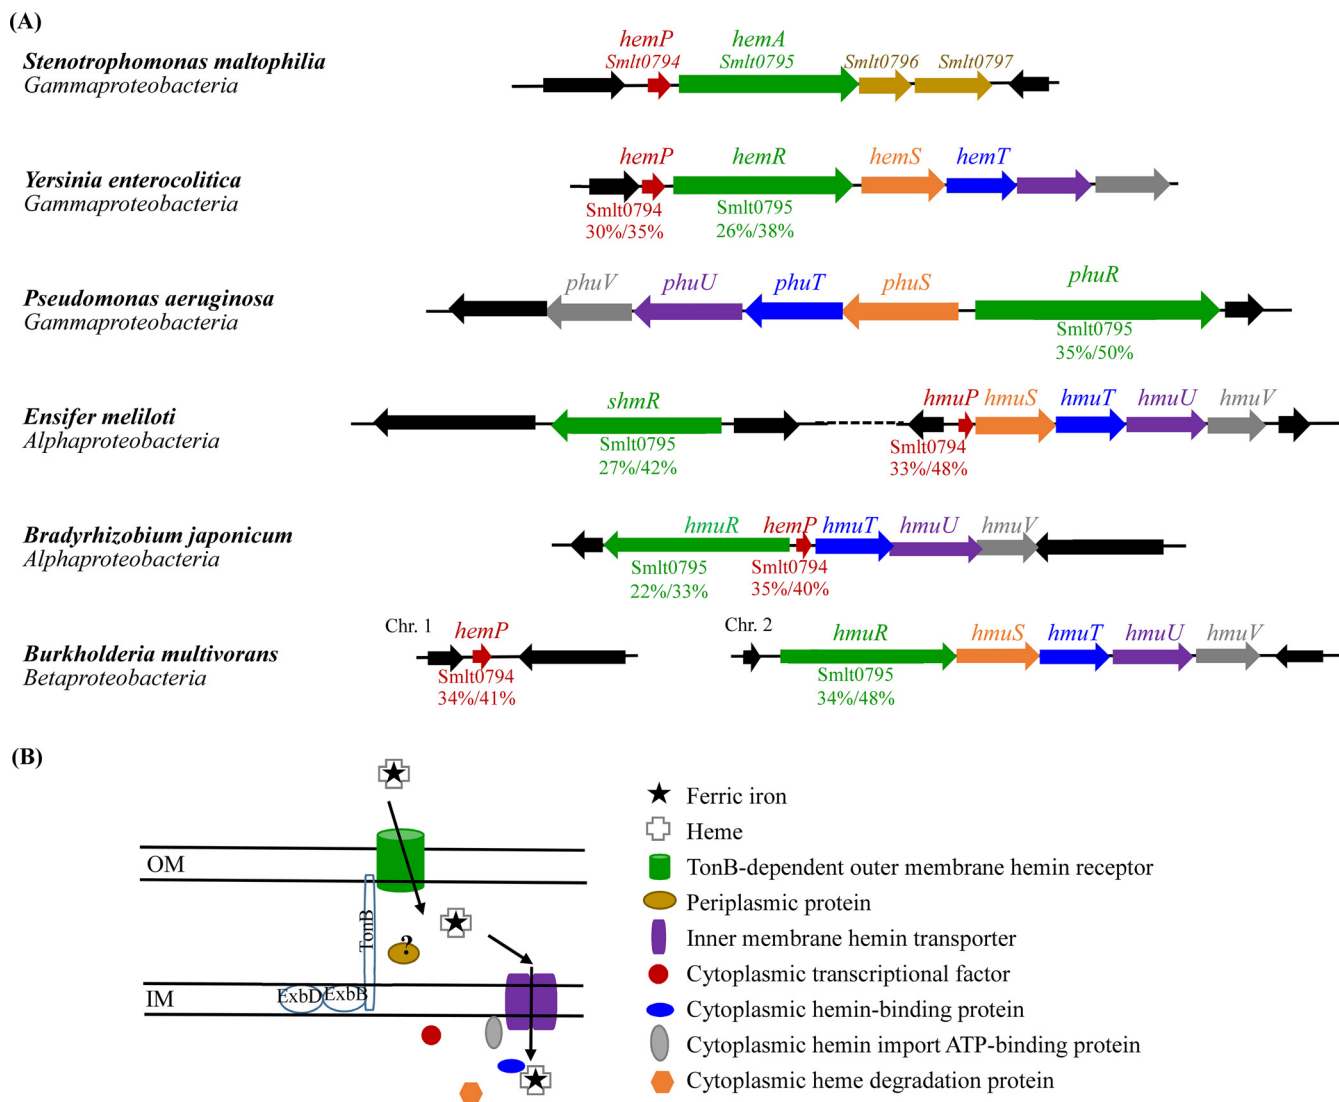 (A)
Stenotrophomonas maltophilia
Gammaproteobacteria
hemP hemA
Smlt0794 Smlt0795 Smlt0796 Smlt0797
Yersinia enterocolitica
Gammaproteobacteria
hemP hemR hemS hemT
Smlt0794 Smlt0795
30%/35% 26%/38%
Pseudomonas aeruginosa
Gammaproteobacteria
phuV phuU phuT phuS phuR
Smlt0795
35%/50%
Ensifer meliloti
Alphaproteobacteria
shmR hmuP hmuS hmuT hmuU hmuV
Smlt0795 Smlt0794
27%/42% 33%/48%
Bradyrhizobium japonicum
Alphaproteobacteria
hmuR hemP hmuT hmuU hmuV
Smlt0795 Smlt0794
22%/33% 35%/40%
Burkholderia multivorans
Betaproteobacteria
Chr. 1 hemP Chr. 2 hmuR hmuS hmuT hmuU hmuV
Smlt0794 Smlt0795
34%/41% 34%/48%
(B)
OM
TonB
?
IM
ExbD ExbB
Ferric iron
Heme
TonB-dependent outer membrane hemin receptor
Periplasmic protein
Inner membrane hemin transporter
Cytoplasmic transcriptional factor
Cytoplasmic hemin-binding protein
Cytoplasmic hemin import ATP-binding protein
Cytoplasmic heme degradation protein